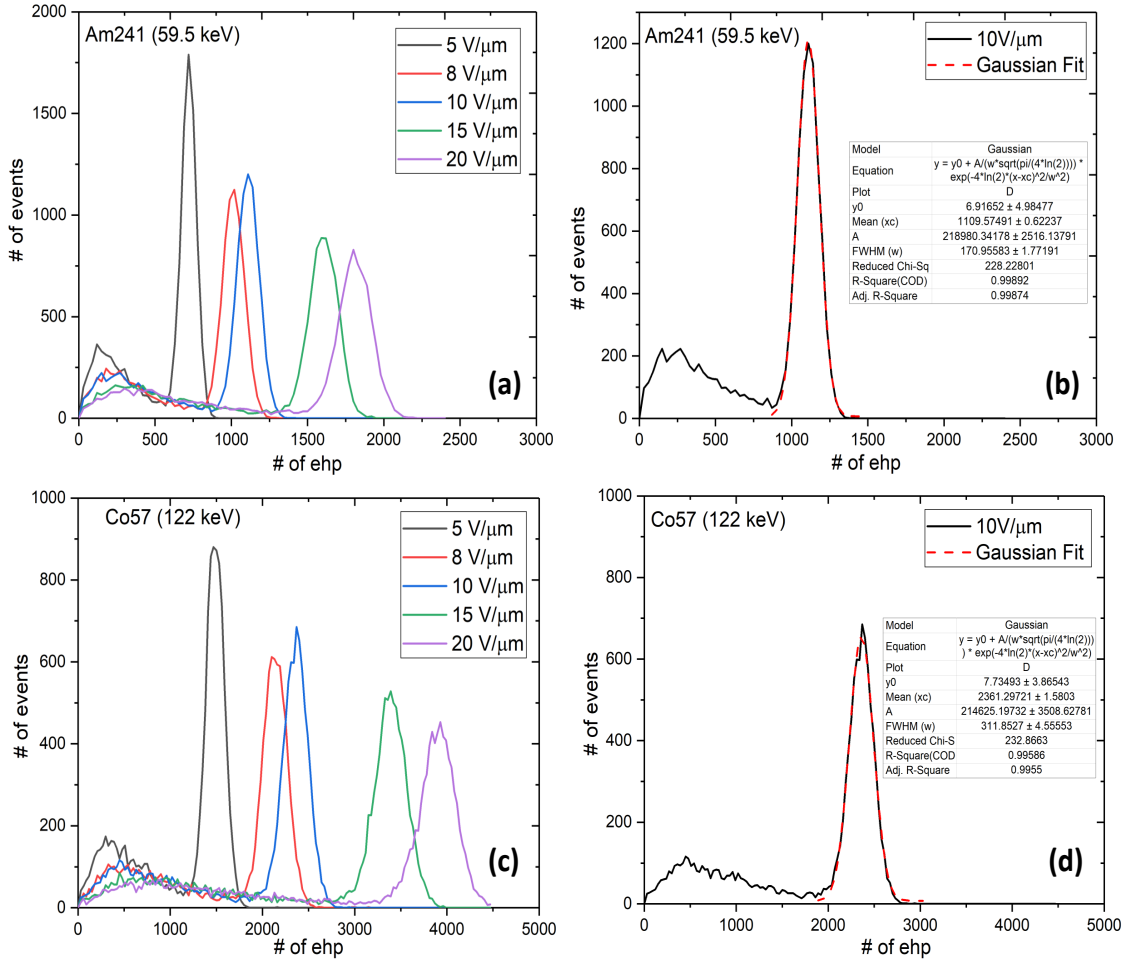 Am241 (59.5 keV)
5 V/μm
8 V/μm
10 V/μm
15 V/μm
20 V/μm
(a)
# of events
0
500
1000
1500
2000
0
500
1000
1500
2000
2500
3000
# of ehp
Am241 (59.5 keV)
10V/μm
Gaussian Fit
Model Gaussian
Equation y = y0 + A/(w*sqrt(pi/(4*ln(2)))) *
exp(-4*ln(2)*(x-xc)^2/w^2)
Plot D
y0 6.91652 ± 4.98477
Mean (xc) 1109.57491 ± 0.62237
A 218980.34178 ± 2516.13791
FWHM (w) 170.95583 ± 1.77191
Reduced Chi-Sq 228.22801
R-Square(COD) 0.99892
Adj. R-Square 0.99874
(b)
# of events
0
200
400
600
800
1000
1200
0
500
1000
1500
2000
2500
3000
# of ehp
Co57 (122 keV)
5 V/μm
8 V/μm
10 V/μm
15 V/μm
20 V/μm
(c)
# of events
0
200
400
600
800
1000
0
1000
2000
3000
4000
5000
# of ehp
Co57 (122 keV)
10V/μm
Gaussian Fit
Model Gaussian
Equation y = y0 + A/(w*sqrt(pi/(4*ln(2)))
) * exp(-4*ln(2)*(x-xc)^2/w^2)
Plot D
y0 7.73493 ± 3.86543
Mean (xc) 2361.29721 ± 1.5803
A 214625.19732 ± 3508.62781
FWHM (w) 311.8527 ± 4.55553
Reduced Chi-S 232.8663
R-Square(COD 0.99586
Adj. R-Square 0.9955
(d)
# of events
0
200
400
600
800
1000
0
1000
2000
3000
4000
5000
# of ehp